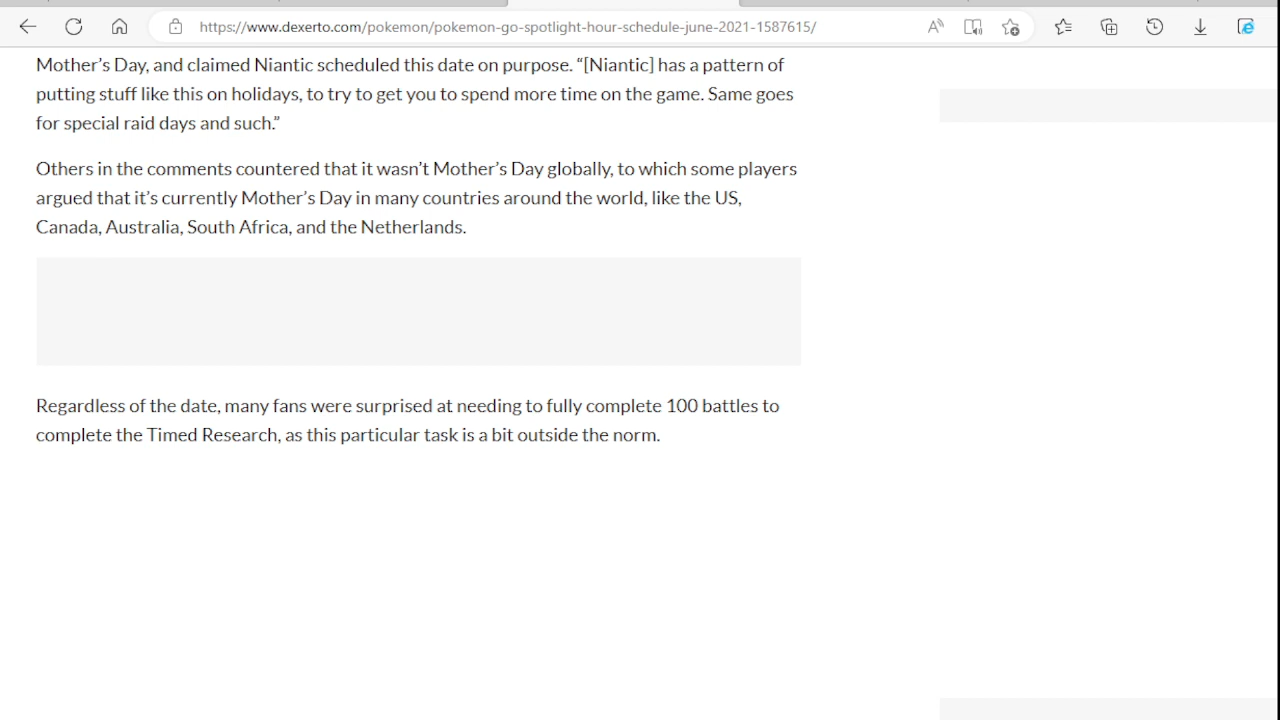 https://www.dexerto.com/pokemon/pokemon-go-spotlight-hour-schedule-june-2021-1587615/
Mother’s Day, and claimed Niantic scheduled this date on purpose. “[Niantic] has a pattern of
putting stuff like this on holidays, to try to get you to spend more time on the game. Same goes
for special raid days and such.”
Others in the comments countered that it wasn’t Mother’s Day globally, to which some players
argued that it’s currently Mother’s Day in many countries around the world, like the US,
Canada, Australia, South Africa, and the Netherlands.
Regardless of the date, many fans were surprised at needing to fully complete 100 battles to
complete the Timed Research, as this particular task is a bit outside the norm.